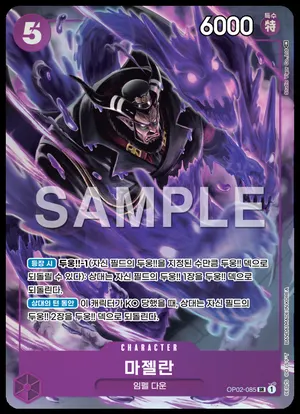 5
6000
특수
特
SAMPLE
등장 시 두웅!!-1(자신 필드의 두웅!!을 지정된 수만큼 두웅!! 덱으로
되돌릴 수 있다): 상대는 자신 필드의 두웅!! 1장을 두웅!! 덱으로
되돌린다.
상대의 턴 동안 이 캐릭터가 KO 당했을 때, 상대는 자신 필드의
두웅!! 2장을 두웅!! 덱으로 되돌린다.
CHARACTER
마젤란
임펠 다운
OP02-085 SR 1